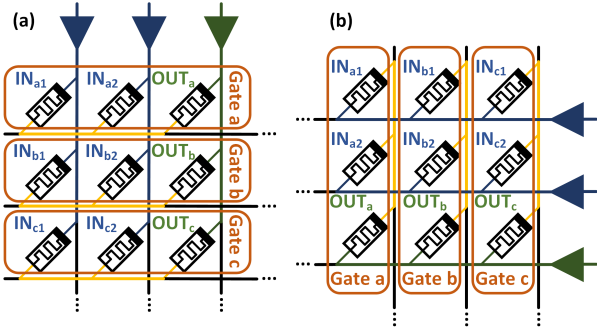 (a)
INa1 INa2 OUTa Gate a
INb1 INb2 OUTb Gate b
INc1 INc2 OUTc Gate c
(b)
INa1 INb1 INc1
INa2 INb2 INc2
OUTa OUTb OUTc
Gate a Gate b Gate c